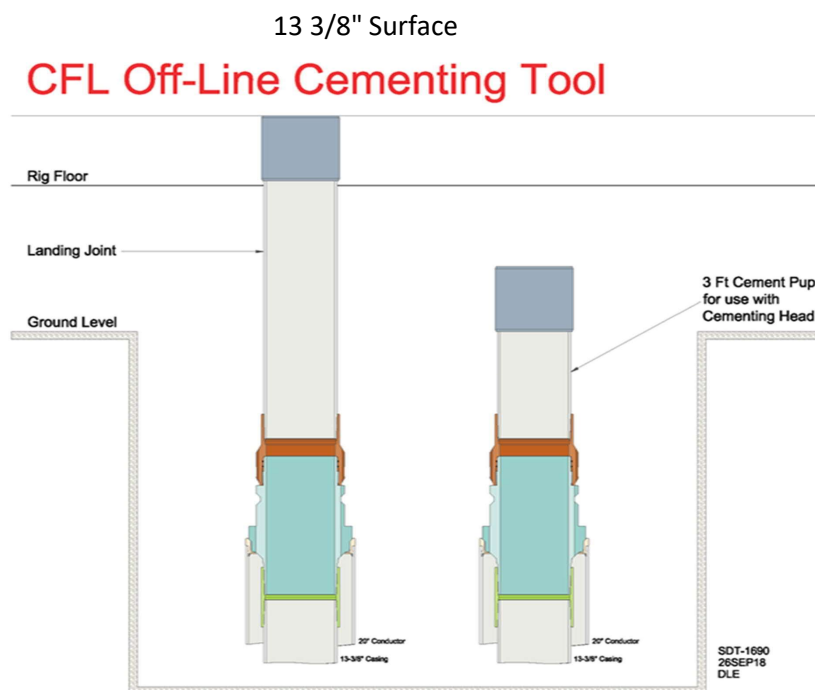 13 3/8" Surface
CFL Off-Line Cementing Tool
Rig Floor
Landing Joint
Ground Level
3 Ft Cement Pup
for use with
Cementing Head
20" Conductor
13-3/8" Casing
20" Conductor
13-3/8" Casing
SDT-1690
26SEP18
DLE